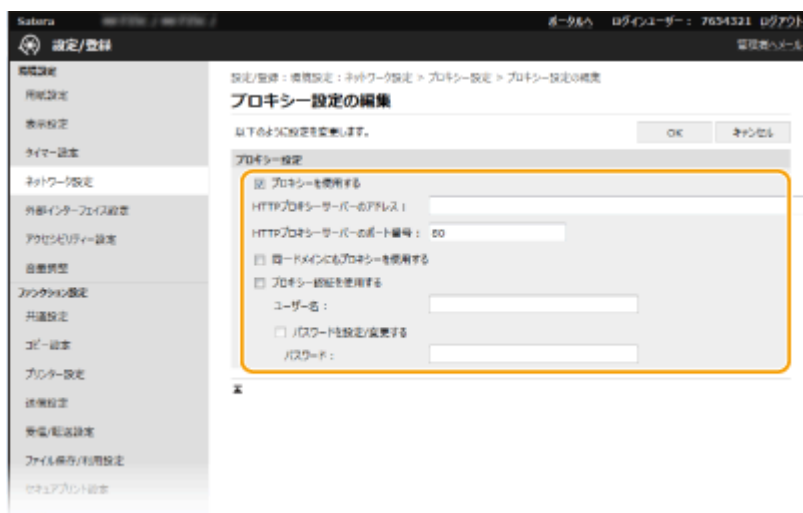 Satera
ポータルへ ログインユーザー： 7654321 ログアウト
設定/登録
管理者へメール
環境設定
用紙設定
表示設定
タイマー設定
ネットワーク設定
外部インターフェイス設定
アクセシビリティー設定
音量調整
ファンクション設定
共通設定
コピー設定
プリンター設定
送信設定
受信/転送設定
ファイル保存/利用設定
セキュアプリント設定
設定/登録 : 環境設定 : ネットワーク設定 > プロキシー設定 > プロキシー設定の編集
プロキシー設定の編集
以下のように設定を変更します。
OK キャンセル
プロキシー設定
プロキシーを使用する
HTTPプロキシーサーバーのアドレス：
HTTPプロキシーサーバーのポート番号： 80
同一ドメインにもプロキシーを使用する
プロキシー認証を使用する
ユーザー名：
パスワードを設定/変更する
パスワード：